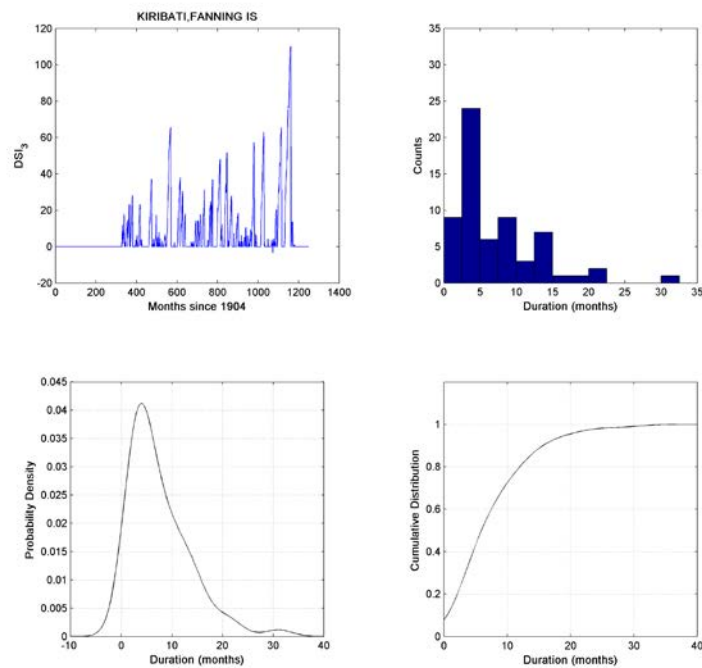 KIRIBATI,FANNING IS
120
100
80
60
40
20
0
-20
DSI3
0 200 400 600 800 1000 1200 1400
Months since 1904
35
30
25
20
15
10
5
0
Counts
0 5 10 15 20 25 30 35
Duration (months)
0.045
0.04
0.035
0.03
0.025
0.02
0.015
0.01
0.005
0
Probability Density
-10 0 10 20 30 40
Duration (months)
1
0.8
0.6
0.4
0.2
0
Cumulative Distribution
0 10 20 30 40
Duration (months)